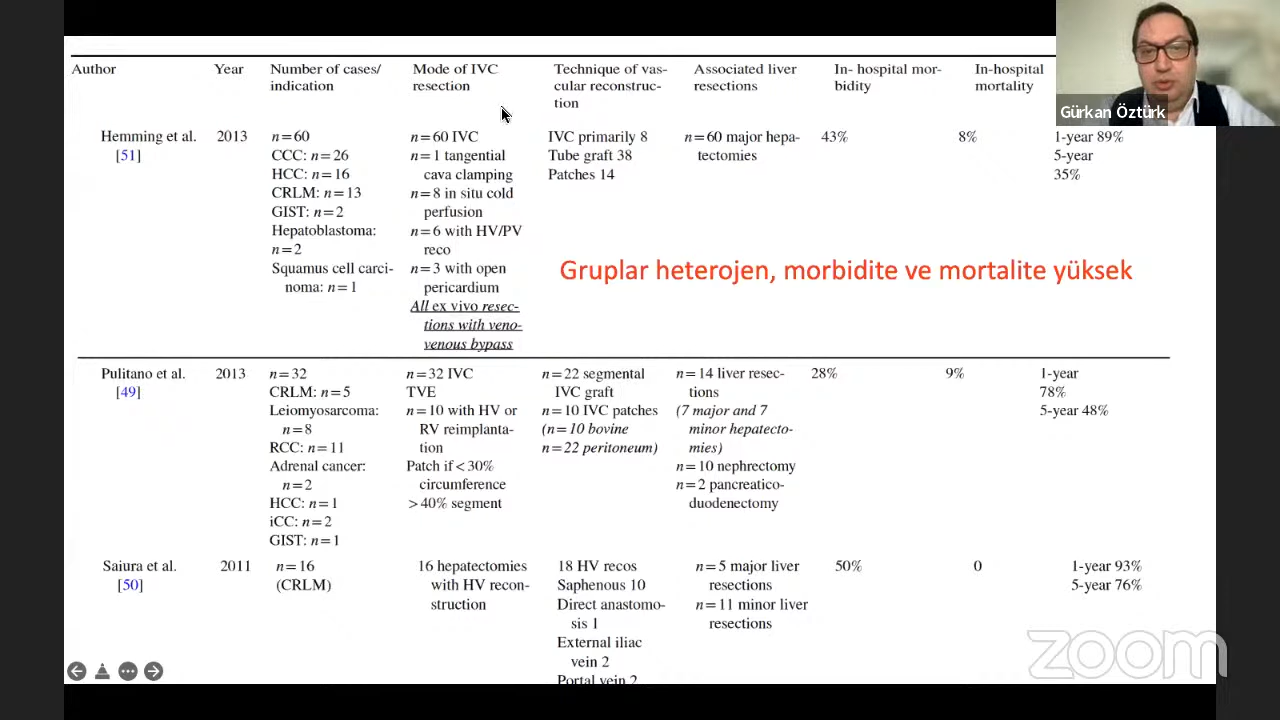 Author Year Number of cases/ Mode of IVC Technique of vas- Associated liver In- hospital mor- In-hospital
indication resection cular reconstruc- resections bidity mortality
tion
Gürkan Öztürk
Hemming et al. 2013 n=60 n=60 IVC IVC primarily 8 n=60 major hepa- 43% 8% 1-year 89%
[51] CCC: n=26 n=1 tangential Tube graft 38 tectomies 5-year
HCC: n=16 cava clamping Patches 14 35%
CRLM: n=13 n=8 in situ cold
GIST: n=2 perfusion
Hepatoblastoma: n=6 with HV/PV
n=2 reco
Squamus cell carci- n=3 with open
noma: n=1 pericardium
All ex vivo resec-
tions with veno-
venous bypass
Gruplar heterojen, morbidite ve mortalite yüksek
Pulitano et al. 2013 n=32 n=32 IVC n=22 segmental n=14 liver resec- 28% 9% 1-year
[49] CRLM: n=5 TVE IVC graft tions 78%
Leiomyosarcoma: n=10 with HV or n=10 IVC patches (7 major and 7 5-year 48%
n=8 RV reimplanta- (n=10 bovine minor hepatecto-
RCC: n=11 tion n=22 peritoneum) mies)
Adrenal cancer: Patch if <30% n=10 nephrectomy
n=2 circumference n=2 pancreatico-
HCC: n=1 >40% segment duodenectomy
iCC: n=2
GIST: n=1
Saiura et al. 2011 n=16 16 hepatectomies 18 HV recos n=5 major liver 50% 0 1-year 93%
[50] (CRLM) with HV recon- Saphenous 10 resections 5-year 76%
struction Direct anastomo- n=11 minor liver
sis 1 resections
External iliac
vein 2
Portal vein 2
zoom